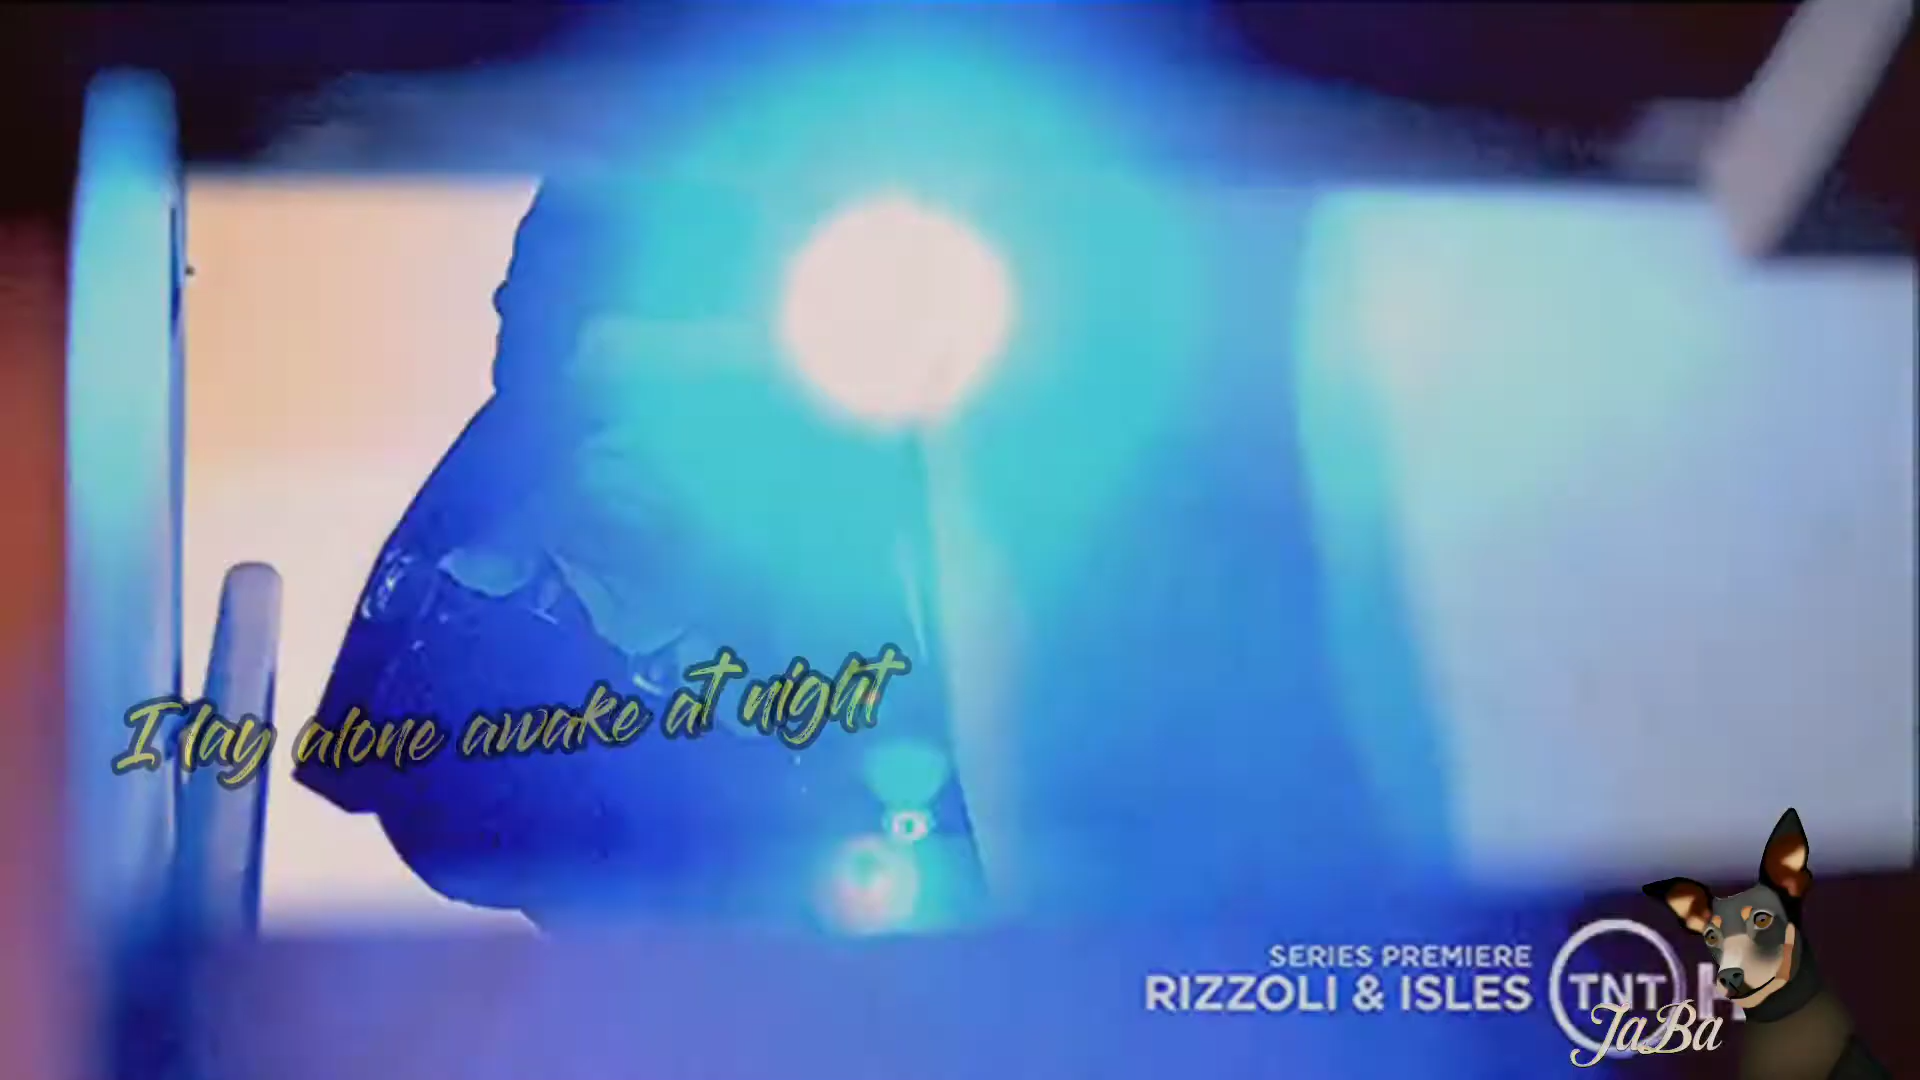 I lay alone awake at night
SERIES PREMIERE
RIZZOLI & ISLES
TNT
JaBa